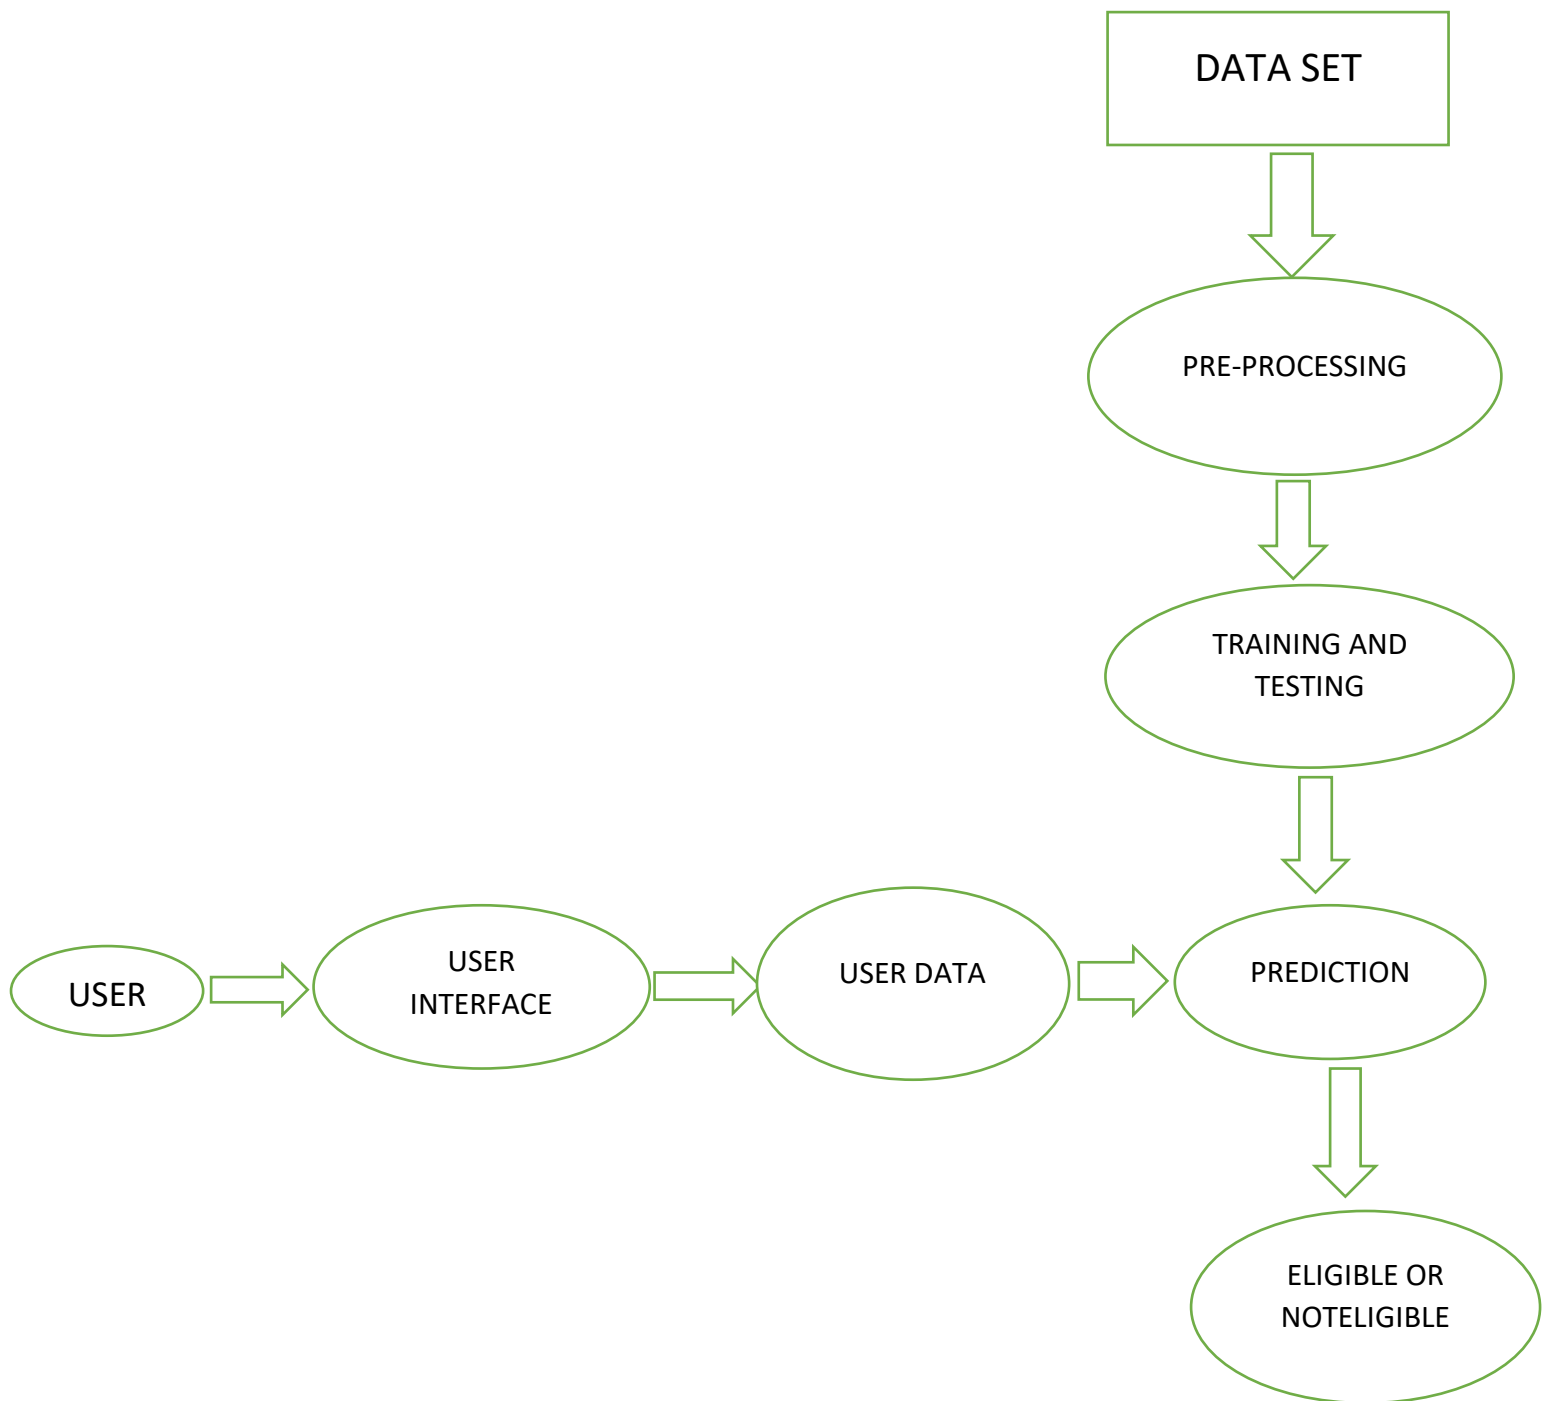 DATA SET
PRE-PROCESSING
TRAINING AND
TESTING
USER
USER
INTERFACE
USER DATA
PREDICTION
ELIGIBLE OR
NOTELIGIBLE